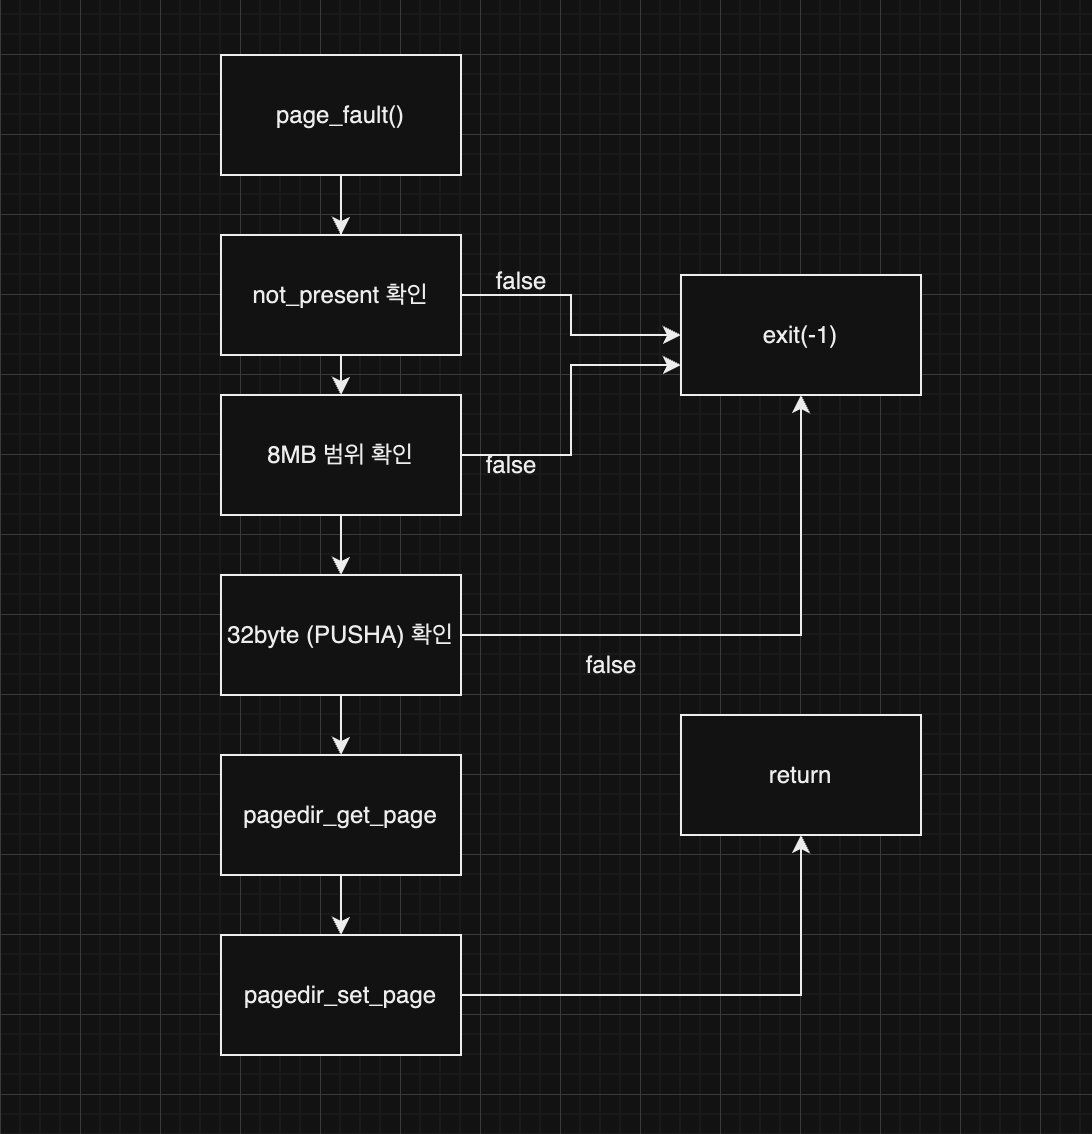 page_fault()
not_present 확인
false
exit(-1)
8MB 범위 확인
false
32byte (PUSHA) 확인
false
pagedir_get_page
return
pagedir_set_page